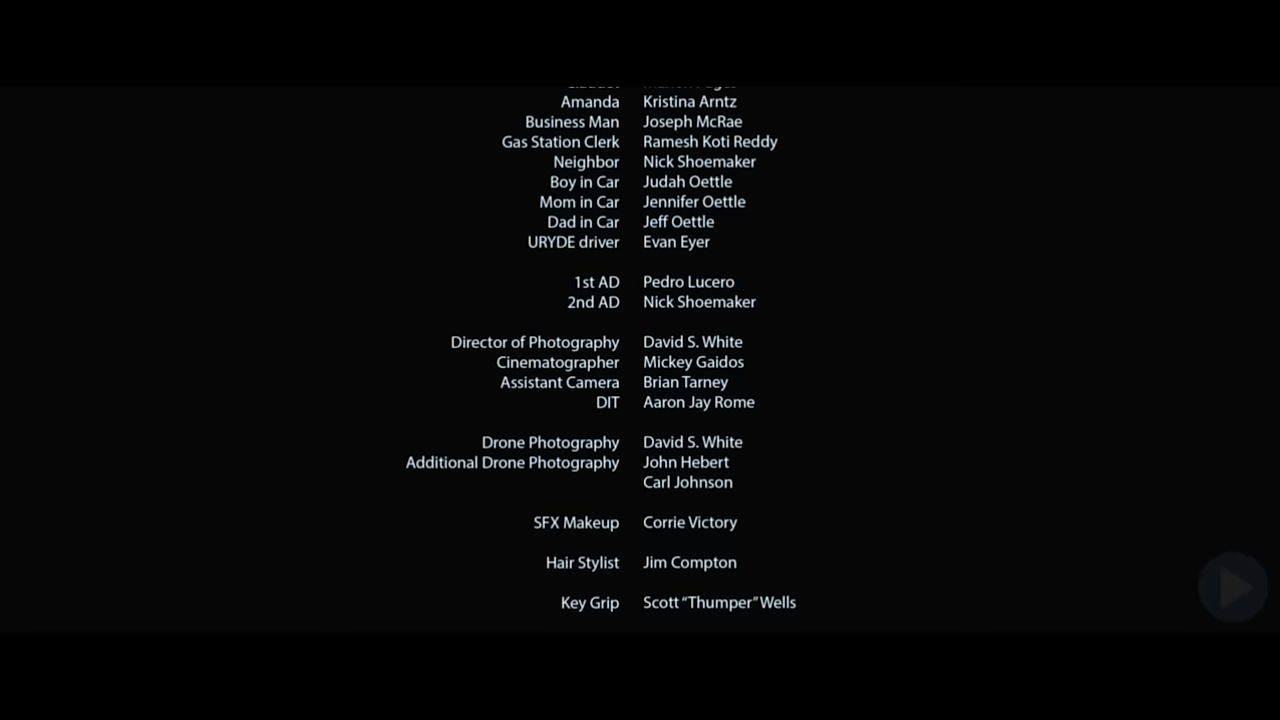 Amanda Kristina Arntz
Business Man Joseph McRae
Gas Station Clerk Ramesh Koti Reddy
Neighbor Nick Shoemaker
Boy in Car Judah Oettle
Mom in Car Jennifer Oettle
Dad in Car Jeff Oettle
URYDE driver Evan Eyer
1st AD Pedro Lucero
2nd AD Nick Shoemaker
Director of Photography David S. White
Cinematographer Mickey Gaidos
Assistant Camera Brian Tarney
DIT Aaron Jay Rome
Drone Photography David S. White
Additional Drone Photography John Hebert
Carl Johnson
SFX Makeup Corrie Victory
Hair Stylist Jim Compton
Key Grip Scott “Thumper” Wells